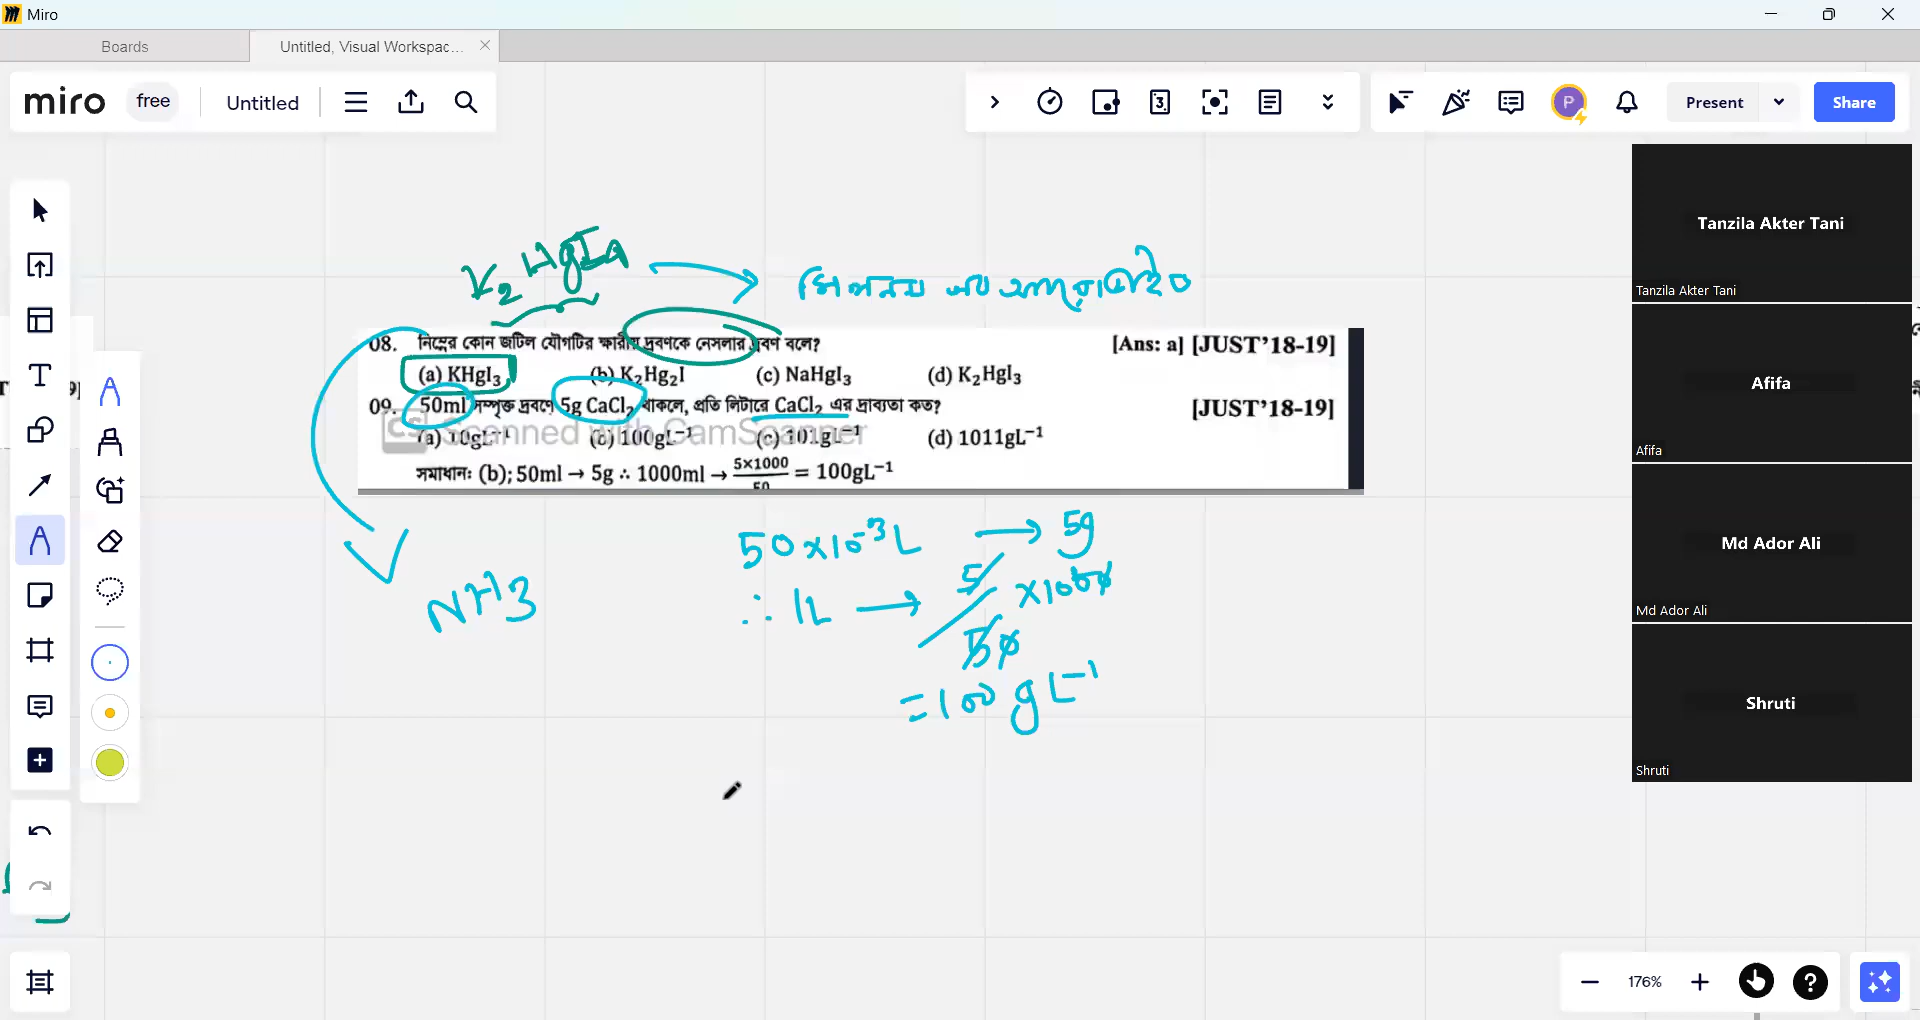 Miro
Boards
Untitled, Visual Workspac...
miro free Untitled
Present
Share
K₂HgI₄
08. নিম্নের কোন জটিল যৌগটির ক্ষারীয় দ্রবণকে নেসলার দ্রবণ বলে? [Ans: a] [JUST'18-19]
(a) KHgI₃ (b) K₂Hg₂I (c) NaHgI₃ (d) K₂HgI₃
09. 50ml সম্পৃক্ত দ্রবণে 5g CaCl₂ থাকলে, প্রতি লিটারে CaCl₂ এর দ্রাব্যতা কত? [JUST'18-19]
CS Scanned with CamScanner
(a) 10gL⁻¹ (b) 100gL⁻¹ (c) 101gL⁻¹ (d) 1011gL⁻¹
সমাধান: (b); 50ml → 5g ∴ 1000ml → 5×1000/50 = 100gL⁻¹
50×10⁻³L → 5g
∴ 1L → 5/50 ×1000
= 100 gL⁻¹
NH3
Tanzila Akter Tani
Tanzila Akter Tani
Afifa
Afifa
Md Ador Ali
Md Ador Ali
Shruti
Shruti
176%